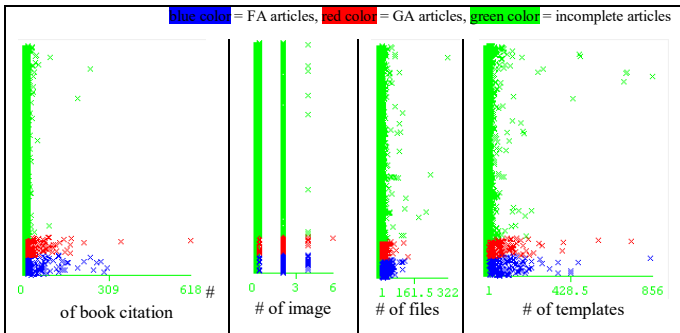 blue color = FA articles, red color = GA articles, green color = incomplete articles
0 309 618 #
of book citation
0 3 6
# of image
1 161.5 322
# of files
1 428.5 856
# of templates